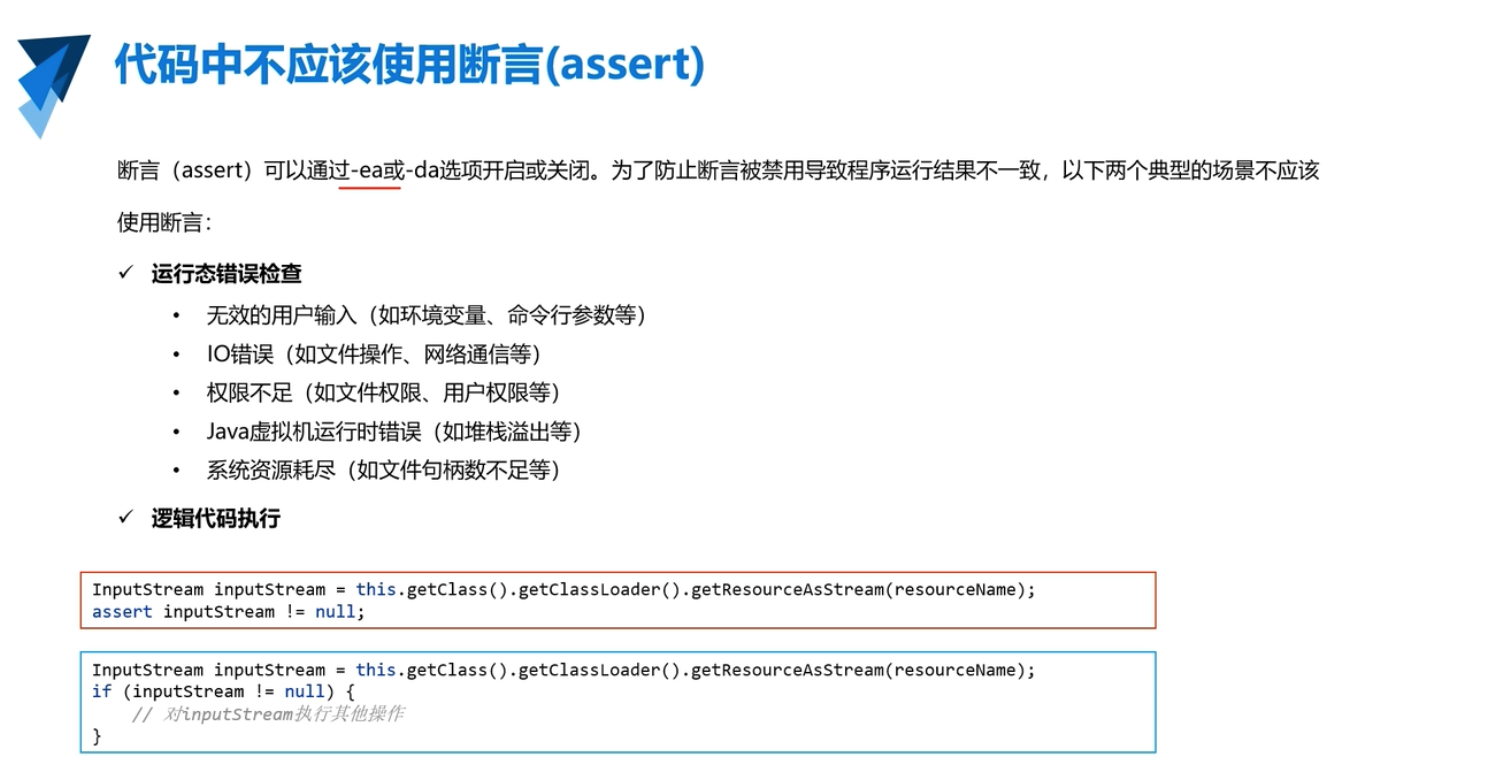 代码中不应该使用断言(assert)
断言（assert）可以通过-ea或-da选项开启或关闭。为了防止断言被禁用导致程序运行结果不一致，以下两个典型的场景不应该
使用断言：
✓ 运行态错误检查
• 无效的用户输入（如环境变量、命令行参数等）
• IO错误（如文件操作、网络通信等）
• 权限不足（如文件权限、用户权限等）
• Java虚拟机运行时错误（如堆栈溢出等）
• 系统资源耗尽（如文件句柄数不足等）
✓ 逻辑代码执行
InputStream inputStream = this.getClass().getClassLoader().getResourceAsStream(resourceName);
assert inputStream != null;
InputStream inputStream = this.getClass().getClassLoader().getResourceAsStream(resourceName);
if (inputStream != null) {
    // 对inputStream执行其他操作
}